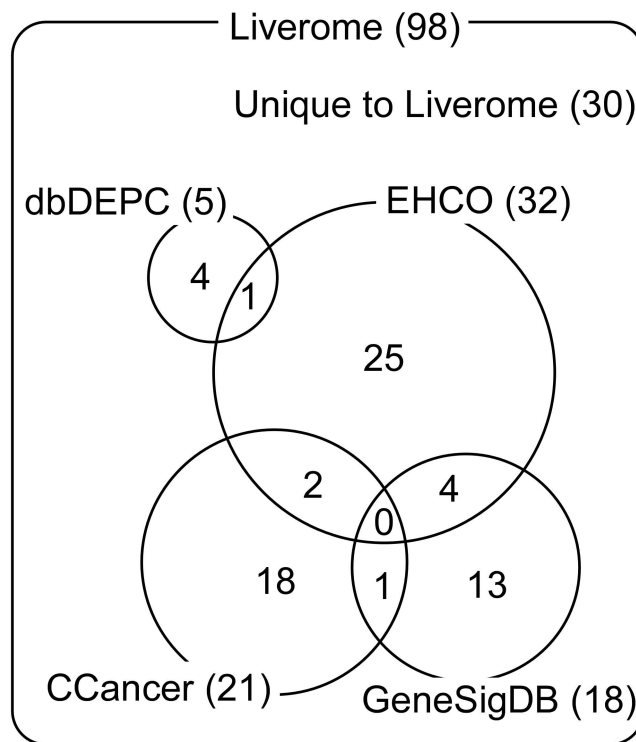 Liverome (98)
Unique to Liverome (30)
dbDEPC (5)
EHCO (32)
4
1
25
2
4
0
18
1
13
CCancer (21)
GeneSigDB (18)